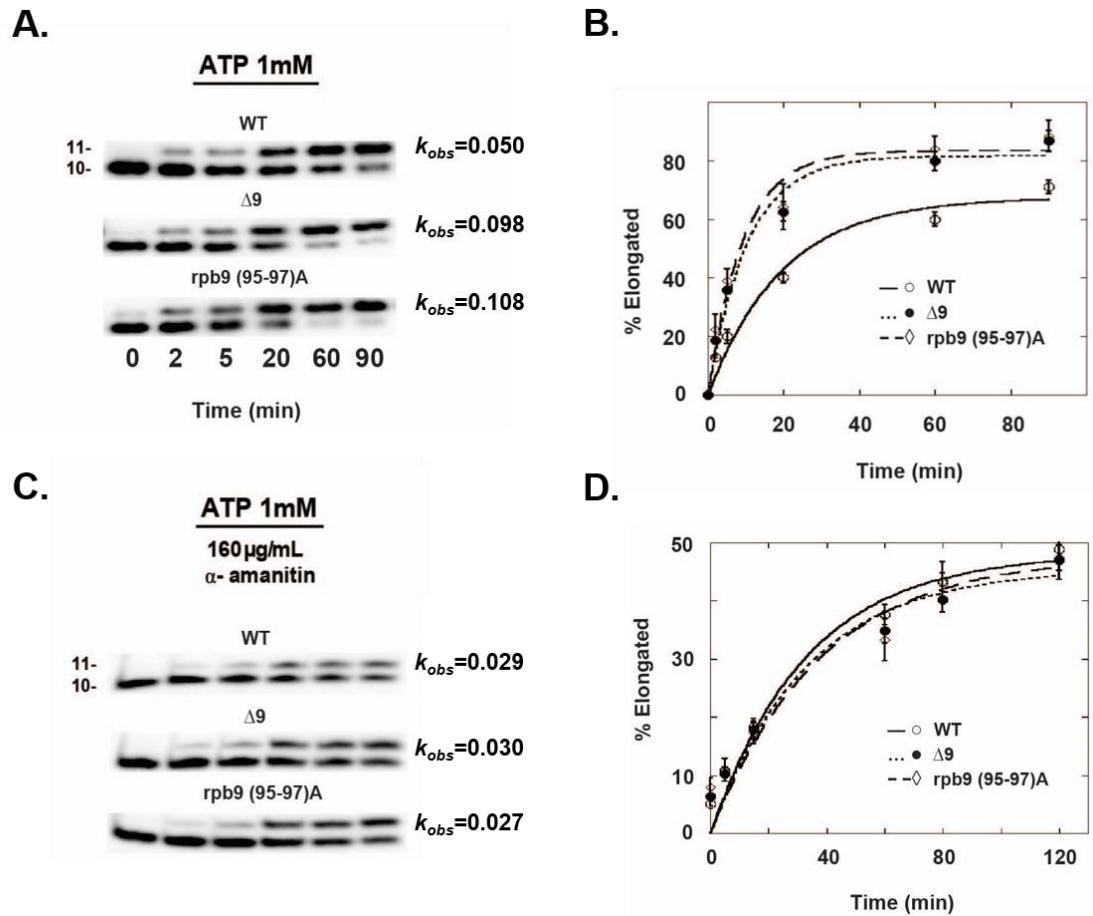 A.
ATP 1mM
WT
11-
10-
kobs=0.050
Δ9
kobs=0.098
rpb9 (95-97)A
kobs=0.108
0 2 5 20 60 90
Time (min)
B.
% Elongated
80
60
40
20
0
0 20 40 60 80
Time (min)
WT
Δ9
rpb9 (95-97)A
C.
ATP 1mM
160µg/mL
α- amanitin
WT
11-
10-
kobs=0.029
Δ9
kobs=0.030
rpb9 (95-97)A
kobs=0.027
D.
% Elongated
50
30
10
0
0 40 80 120
Time (min)
WT
Δ9
rpb9 (95-97)A